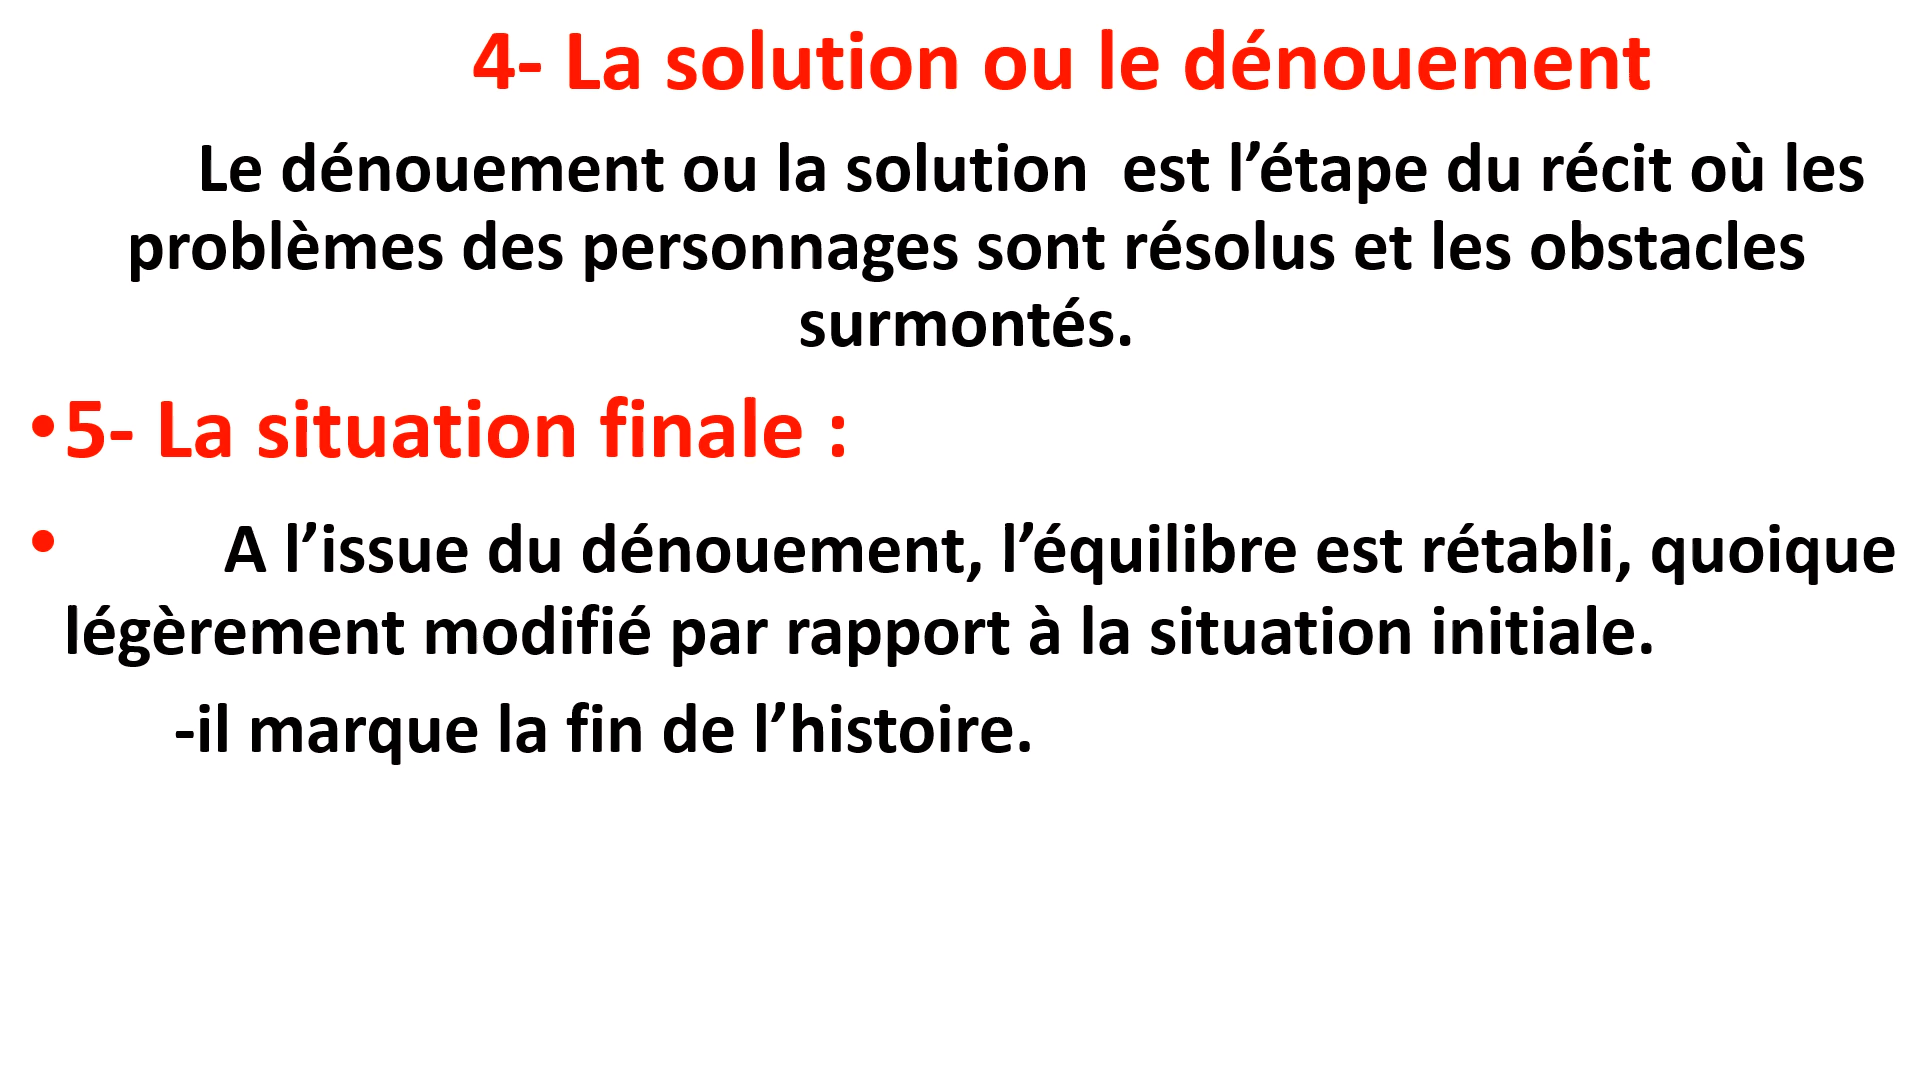 4- La solution ou le dénouement
Le dénouement ou la solution  est l’étape du récit où les
problèmes des personnages sont résolus et les obstacles
surmontés.
•5- La situation finale :
• A l’issue du dénouement, l’équilibre est rétabli, quoique
légèrement modifié par rapport à la situation initiale.
-il marque la fin de l’histoire.